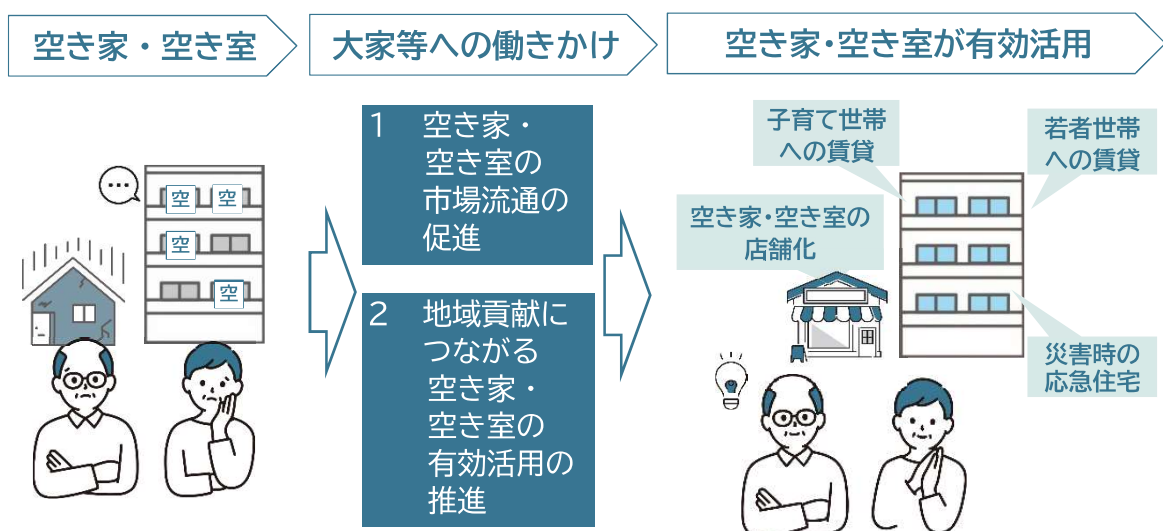 空き家・空き室
大家等への働きかけ
空き家・空き室が有効活用
…
空
空
空
空
1 空き家・
空き室の
市場流通の
促進
2 地域貢献に
つながる
空き家・
空き室の
有効活用の
推進
子育て世帯
への賃貸
若者世帯
への賃貸
空き家・空き室の
店舗化
災害時の
応急住宅